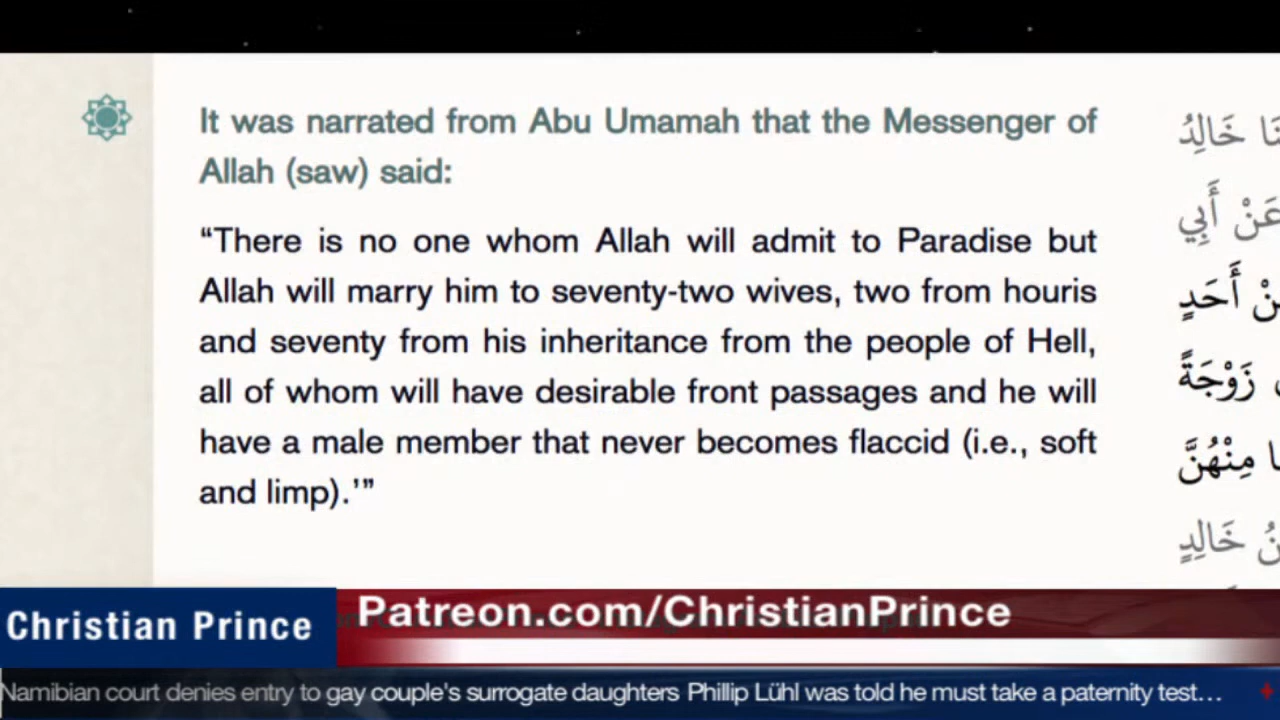 It was narrated from Abu Umamah that the Messenger of
Allah (saw) said:
“There is no one whom Allah will admit to Paradise but
Allah will marry him to seventy-two wives, two from houris
and seventy from his inheritance from the people of Hell,
all of whom will have desirable front passages and he will
have a male member that never becomes flaccid (i.e., soft
and limp).'”
خَالِدُ
عَنْ أَبِي
أَحَدٍ
زَوْجَةً
مِنْهُنَّ
خَالِدٍ
Christian Prince
Patreon.com/ChristianPrince
Namibian court denies entry to gay couple's surrogate daughters Phillip Lühl was told he must take a paternity test…